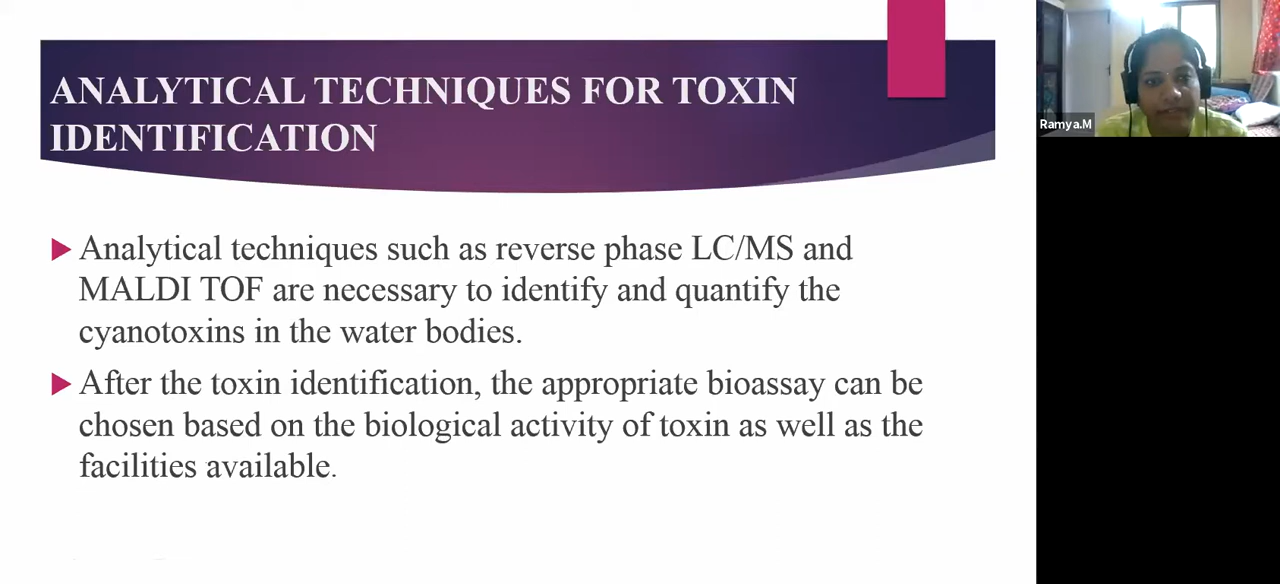 ANALYTICAL TECHNIQUES FOR TOXIN
IDENTIFICATION
Ramya.M
Analytical techniques such as reverse phase LC/MS and
MALDI TOF are necessary to identify and quantify the
cyanotoxins in the water bodies.
After the toxin identification, the appropriate bioassay can be
chosen based on the biological activity of toxin as well as the
facilities available.